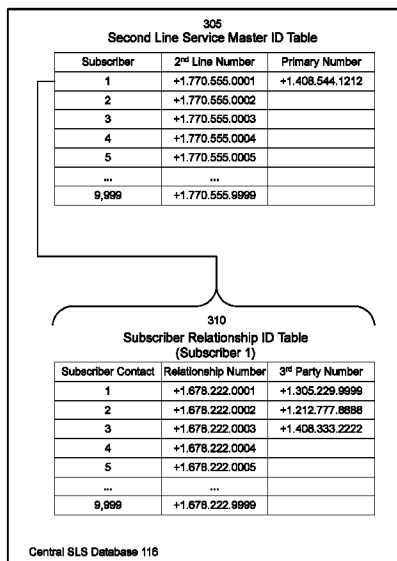 305
Second Line Service Master ID Table
Subscriber 2nd Line Number Primary Number
1 +1.770.555.0001 +1.408.544.1212
2 +1.770.555.0002
3 +1.770.555.0003
4 +1.770.555.0004
5 +1.770.555.0005
... ...
9,999 +1.770.555.9999
310
Subscriber Relationship ID Table
(Subscriber 1)
Subscriber Contact Relationship Number 3rd Party Number
1 +1.678.222.0001 +1.305.229.9999
2 +1.678.222.0002 +1.212.777.8888
3 +1.678.222.0003 +1.408.333.2222
4 +1.678.222.0004
5 +1.678.222.0005
... ...
9,999 +1.678.222.9999
Central SLS Database 116